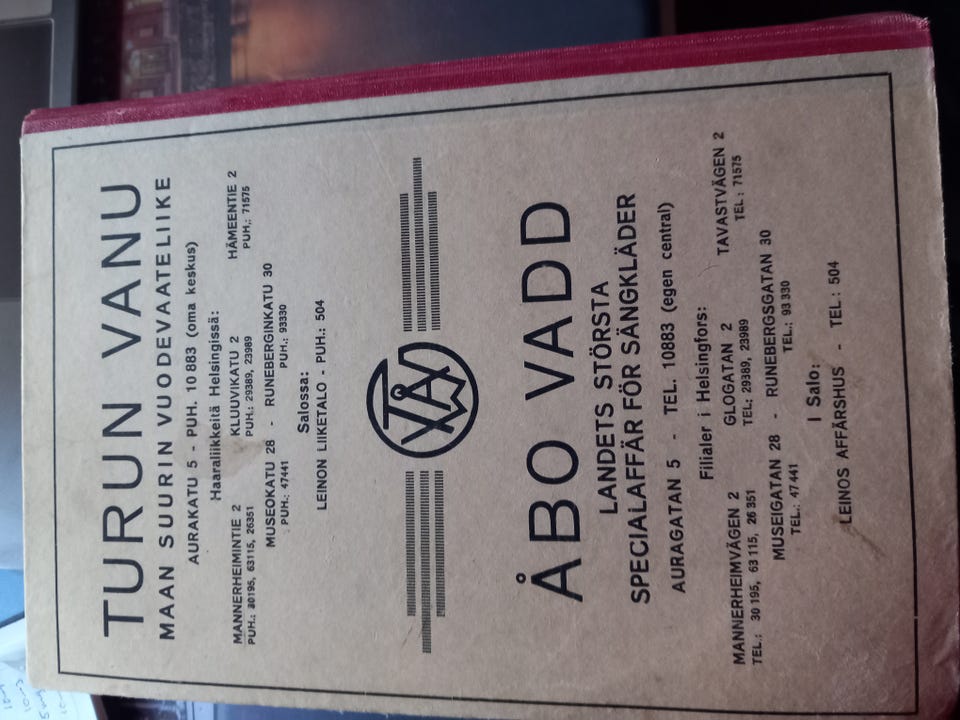 TURUN VANU
MAAN SUURIN VUODEVAATELIIKE
AURAKATU 5 - PUH. 10 883 (oma keskus)
Haaraliikkeitä Helsingissä:
MANNERHEIMINTIE 2 KLUUVIKATU 2 HÄMEENTIE 2
PUH.: 30195, 63115, 26351 PUH.: 29389, 23989 PUH.: 71575
MUSEOKATU 28 - RUNEBERGINKATU 30
PUH.: 47441 PUH.: 93330
Salossa:
LEINON LIIKETALO - PUH.: 504
ÅBO VADD
LANDETS STÖRSTA
SPECIALAFFÄR FÖR SÄNGKLÄDER
AURAGATAN 5 - TEL. 10883 (egen central)
Filialer i Helsingfors:
MANNERHEIMVÄGEN 2 GLOGATAN 2 TAVASTVÄGEN 2
TEL.: 30 195, 63 115, 26 351 TEL: 29389, 23989 TEL : 71575
MUSEIGATAN 28 - RUNEBERGSGATAN 30
TEL.: 47 441 TEL.: 93 330
I Salo:
LEINOS AFFÄRSHUS - TEL: 504